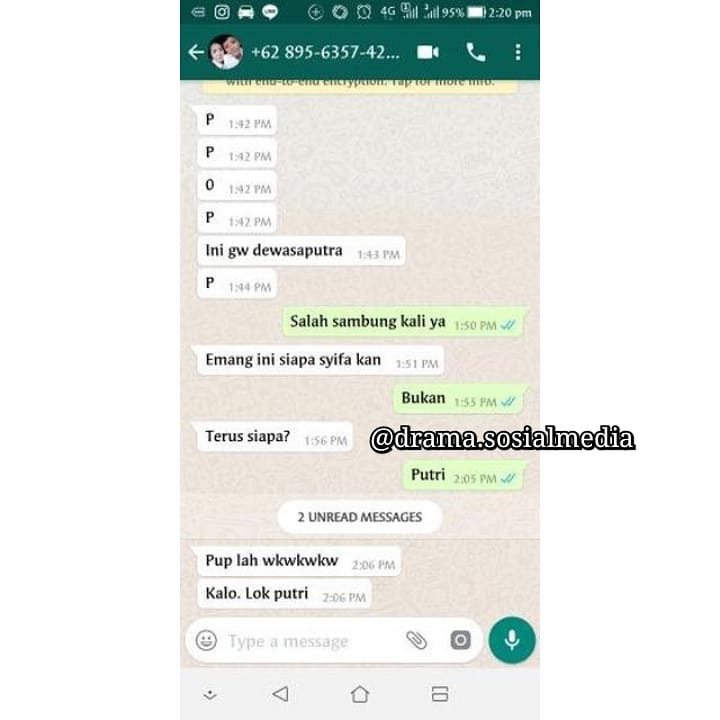 4G 95% 2:20 pm
+62 895-6357-42...
with end-to-end encryption. Tap for more info.
P 1:42 PM
P 1:42 PM
O 1:42 PM
P 1:42 PM
Ini gw dewasaputra 1:43 PM
P 1:44 PM
Salah sambung kali ya 1:50 PM
Emang ini siapa syifa kan 1:51 PM
Bukan 1:55 PM
Terus siapa? 1:56 PM
@drama.sosialmedia
Putri 2:05 PM
2 UNREAD MESSAGES
Pup lah wkwkwkw 2:06 PM
Kalo. Lok putri 2:06 PM
Type a message